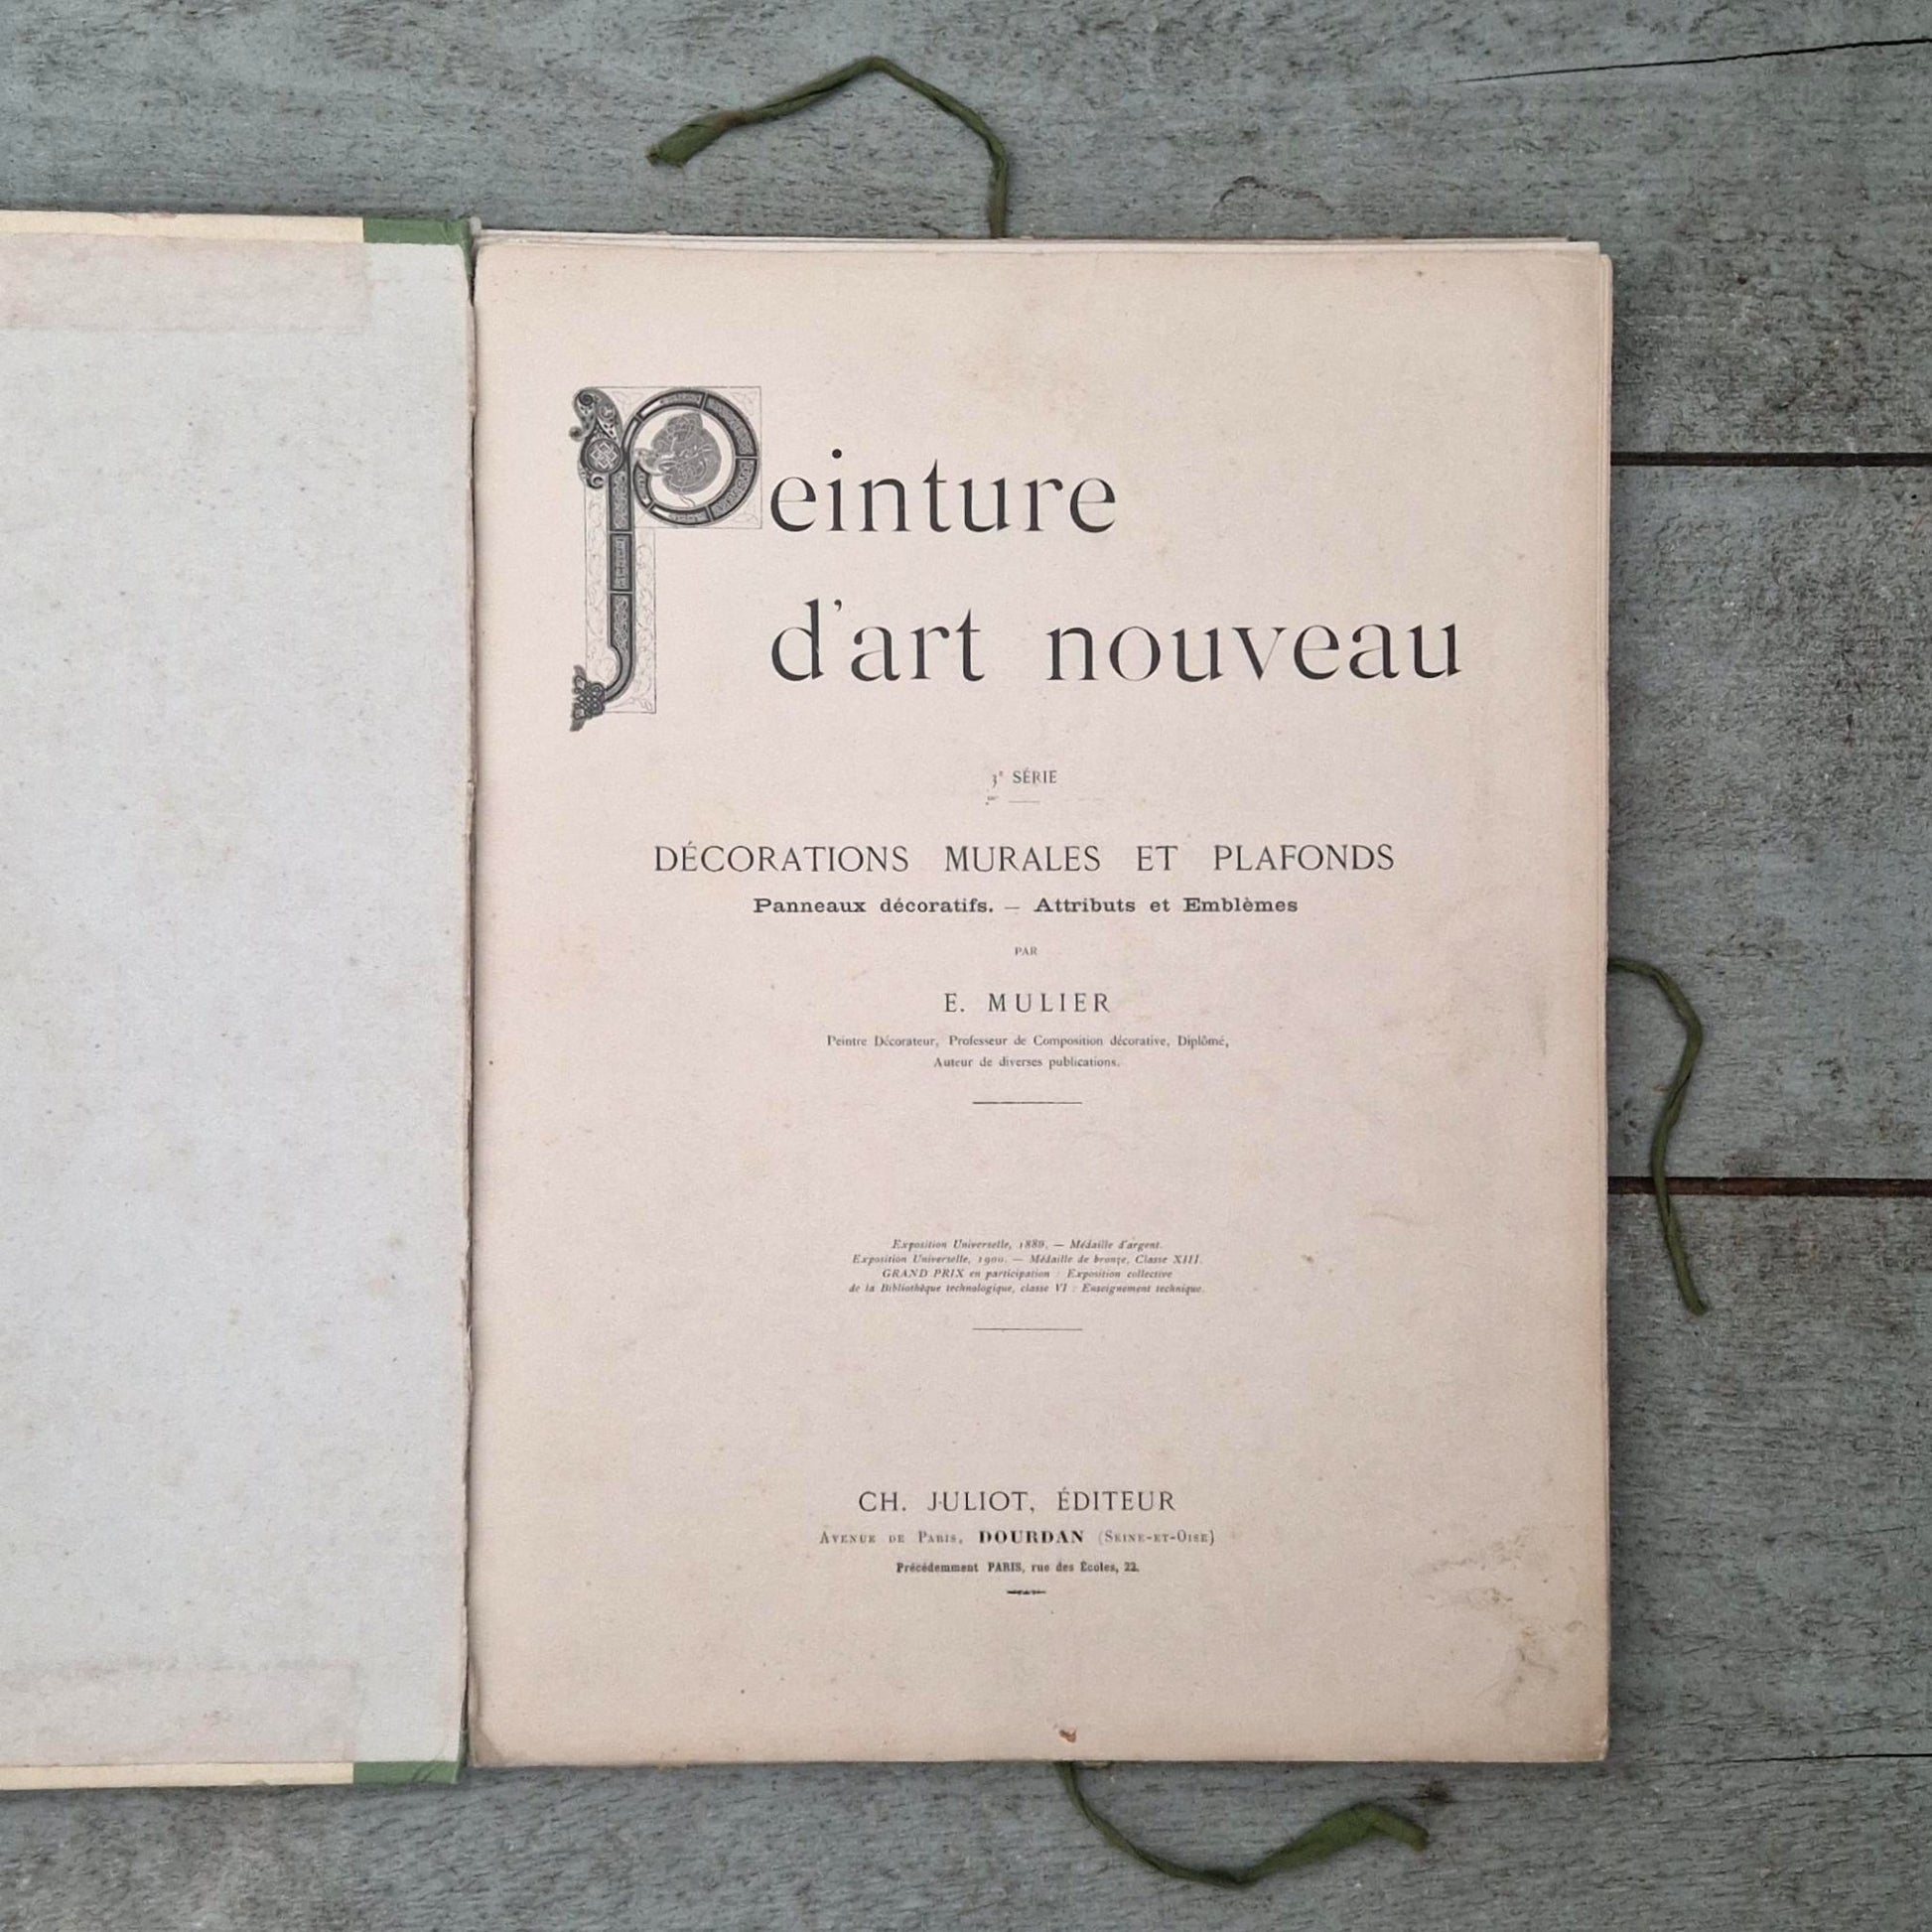 Peinture
d'art nouveau
3e SÉRIE
DÉCORATIONS MURALES ET PLAFONDS
Panneaux décoratifs. — Attributs et Emblèmes
PAR
E. MULIER
Peintre Décorateur, Professeur de Composition décorative, Diplômé,
Auteur de diverses publications.
Exposition Universelle, 1889. — Médaille d'argent.
Exposition Universelle, 1900. — Médaille de bronze, Classe XIII.
GRAND PRIX en participation : Exposition collective
de la Bibliothèque technologique, classe VI : Enseignement technique.
CH. JULIOT, ÉDITEUR
AVENUE DE PARIS, DOURDAN (SEINE-ET-OISE)
Précédemment PARIS, rue des Écoles, 22.